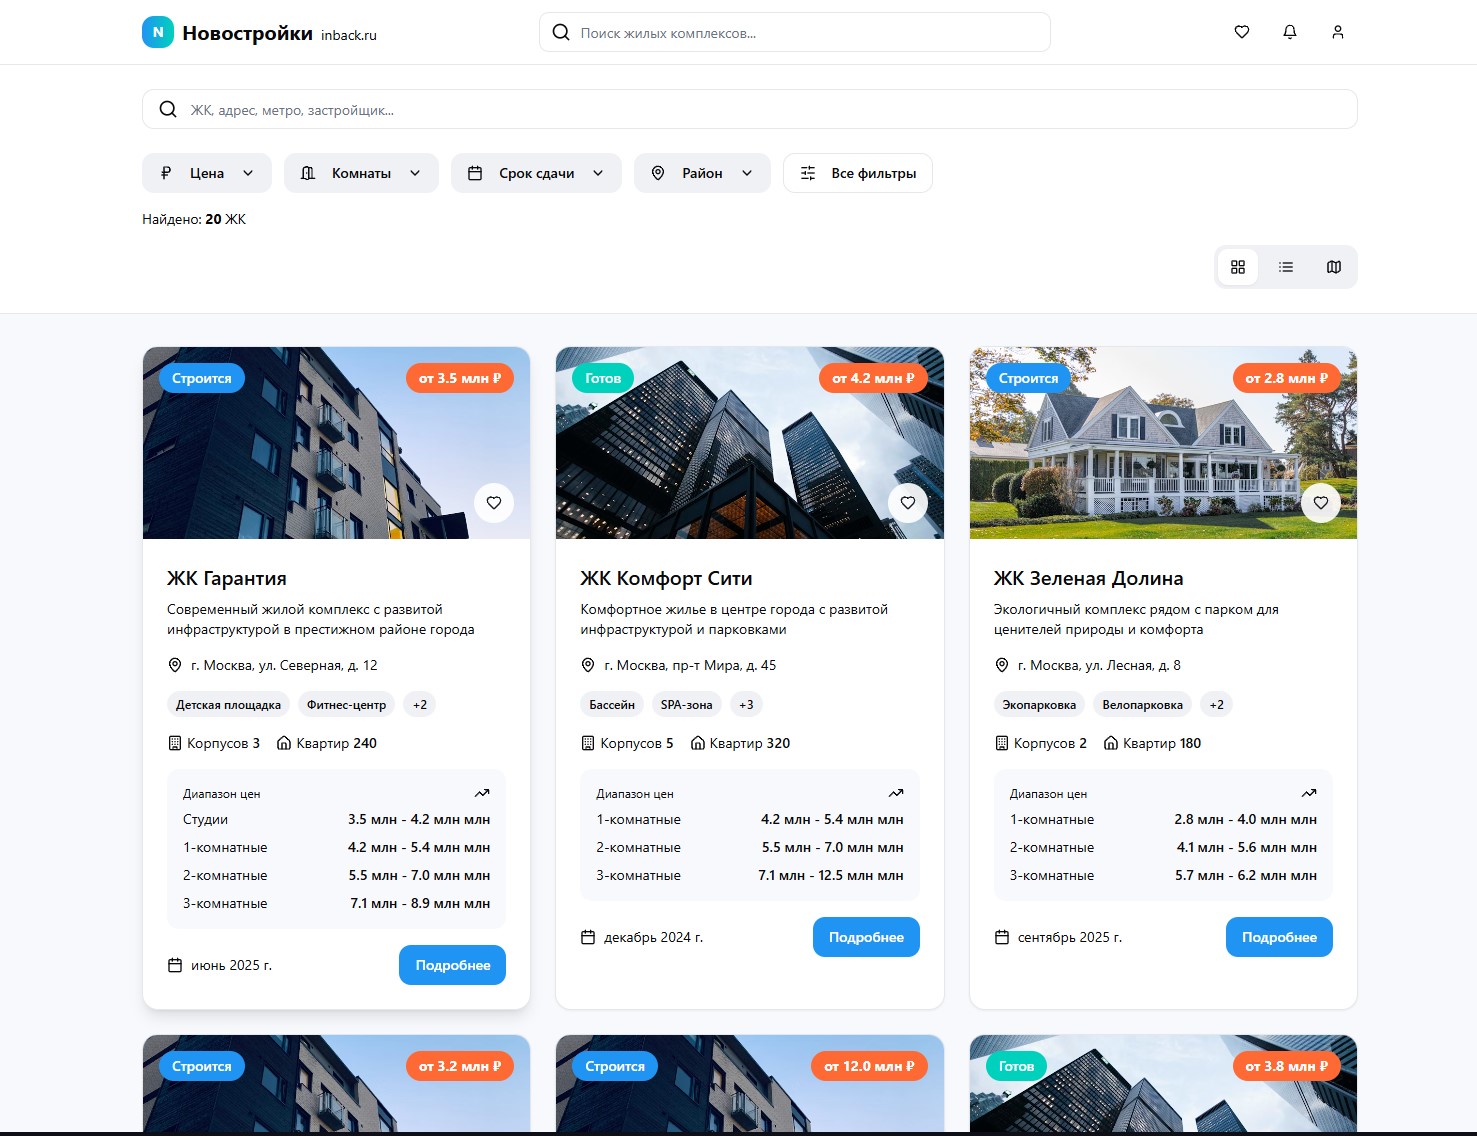 N Новостройки inback.ru
Поиск жилых комплексов...
ЖК, адрес, метро, застройщик...
₽ Цена Комнаты Срок сдачи Район Все фильтры
Найдено: 20 ЖК
Строится от 3.5 млн ₽
ЖК Гарантия
Современный жилой комплекс с развитой
инфраструктурой в престижном районе города
г. Москва, ул. Северная, д. 12
Детская площадка Фитнес-центр +2
Корпусов 3 Квартир 240
Диапазон цен
Студии 3.5 млн - 4.2 млн млн
1-комнатные 4.2 млн - 5.4 млн млн
2-комнатные 5.5 млн - 7.0 млн млн
3-комнатные 7.1 млн - 8.9 млн млн
июнь 2025 г. Подробнее
Готов от 4.2 млн ₽
ЖК Комфорт Сити
Комфортное жилье в центре города с развитой
инфраструктурой и парковками
г. Москва, пр-т Мира, д. 45
Бассейн SPA-зона +3
Корпусов 5 Квартир 320
Диапазон цен
1-комнатные 4.2 млн - 5.4 млн млн
2-комнатные 5.5 млн - 7.0 млн млн
3-комнатные 7.1 млн - 12.5 млн млн
декабрь 2024 г. Подробнее
Строится от 2.8 млн ₽
ЖК Зеленая Долина
Экологичный комплекс рядом с парком для
ценителей природы и комфорта
г. Москва, ул. Лесная, д. 8
Экопарковка Велопарковка +2
Корпусов 2 Квартир 180
Диапазон цен
1-комнатные 2.8 млн - 4.0 млн млн
2-комнатные 4.1 млн - 5.6 млн млн
3-комнатные 5.7 млн - 6.2 млн млн
сентябрь 2025 г. Подробнее
Строится от 3.2 млн ₽
Строится от 12.0 млн ₽
Готов от 3.8 млн ₽